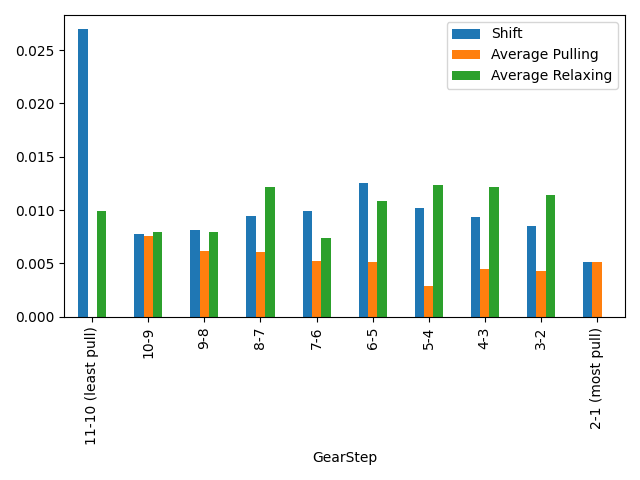 Shift
Average Pulling
Average Relaxing
0.025
0.020
0.015
0.010
0.005
0.000
11-10 (least pull)
10-9
9-8
8-7
7-6
6-5
5-4
4-3
3-2
2-1 (most pull)
GearStep